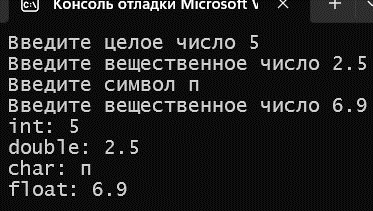 Консоль отладки Microsoft V
Введите целое число 5
Введите вещественное число 2.5
Введите символ п
Введите вещественное число 6.9
int: 5
double: 2.5
char: п
float: 6.9